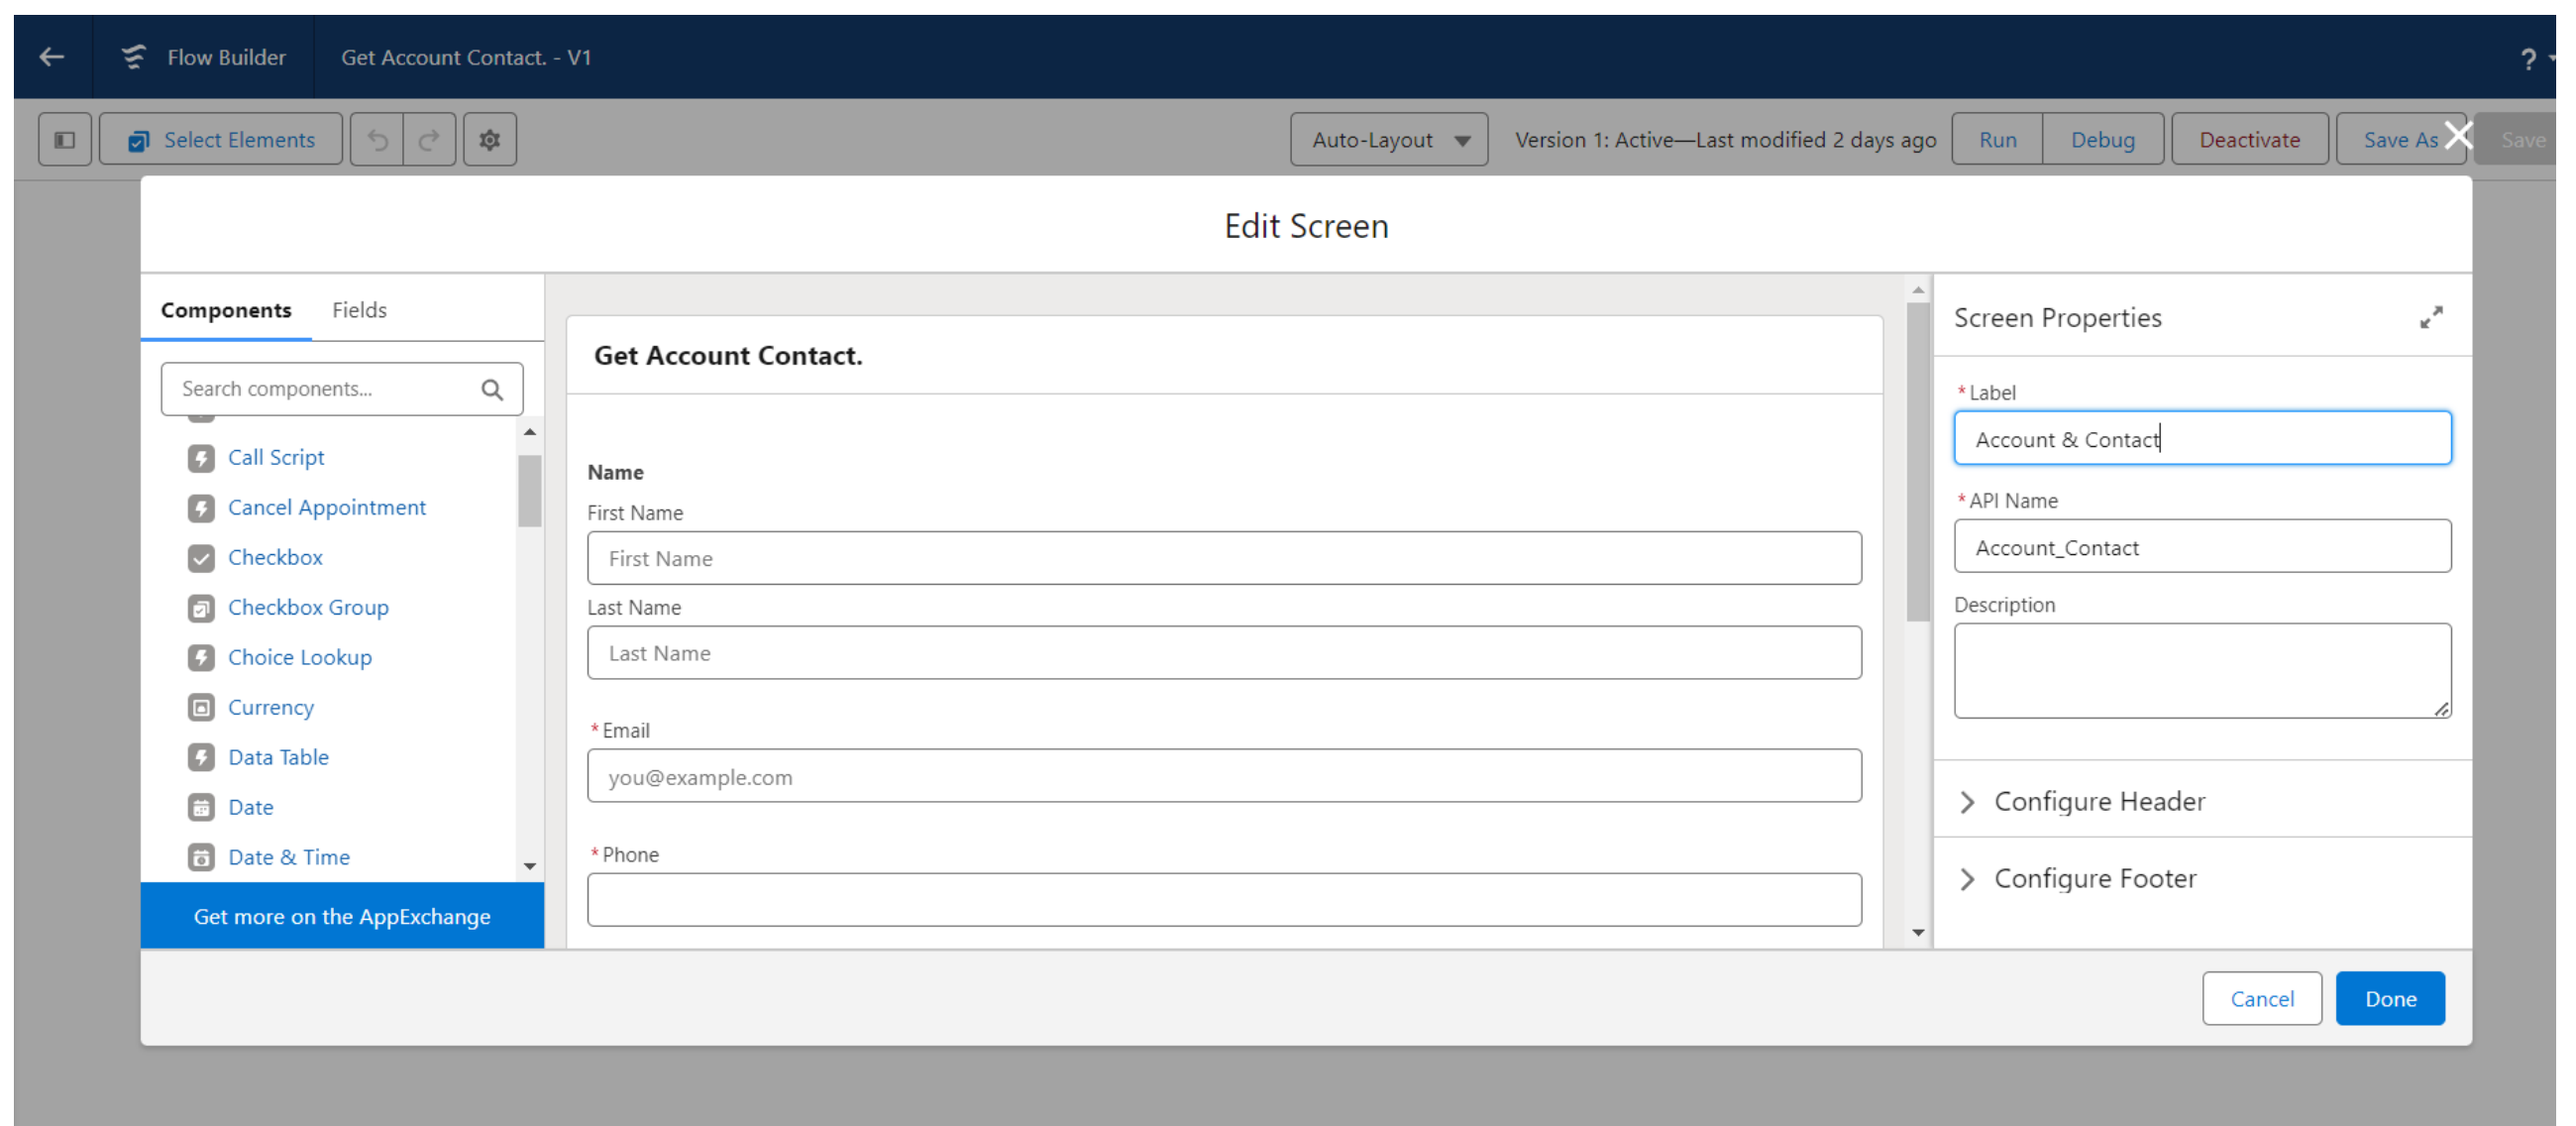 Flow Builder
Get Account Contact. - V1
?
Select Elements
Auto-Layout
Version 1: Active—Last modified 2 days ago
Run
Debug
Deactivate
Save As
Save
Edit Screen
Components
Fields
Search components...
Call Script
Cancel Appointment
Checkbox
Checkbox Group
Choice Lookup
Currency
Data Table
Date
Date & Time
Get more on the AppExchange
Get Account Contact.
Name
First Name
First Name
Last Name
Last Name
* Email
you@example.com
* Phone
Screen Properties
* Label
Account & Contact
* API Name
Account_Contact
Description
Configure Header
Configure Footer
Cancel
Done